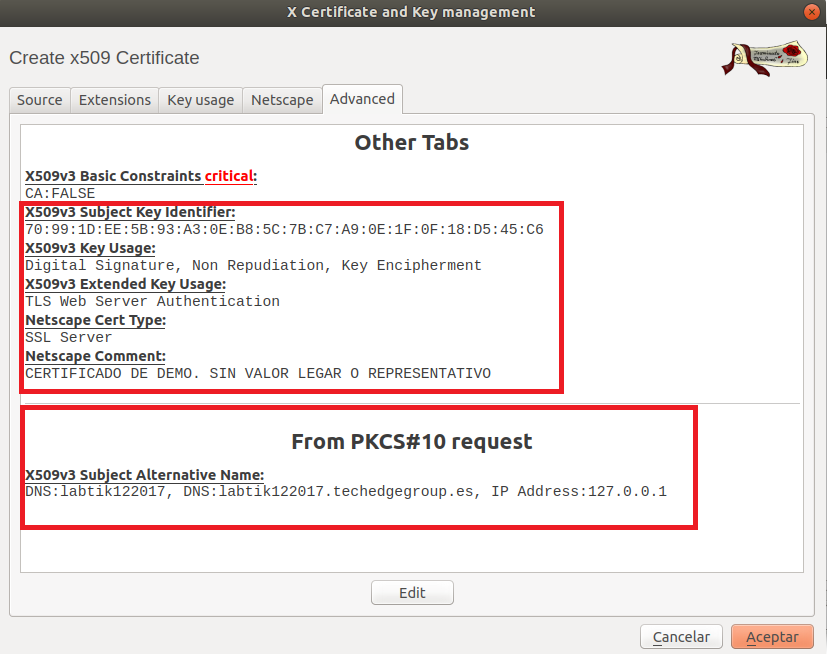 X Certificate and Key management
Create x509 Certificate
Source Extensions Key usage Netscape Advanced
Other Tabs
X509v3 Basic Constraints critical:
CA:FALSE
X509v3 Subject Key Identifier:
70:99:1D:EE:5B:93:A3:0E:B8:5C:7B:C7:A9:0E:1F:0F:18:D5:45:C6
X509v3 Key Usage:
Digital Signature, Non Repudiation, Key Encipherment
X509v3 Extended Key Usage:
TLS Web Server Authentication
Netscape Cert Type:
SSL Server
Netscape Comment:
CERTIFICADO DE DEMO. SIN VALOR LEGAR O REPRESENTATIVO
From PKCS#10 request
X509v3 Subject Alternative Name:
DNS:labtik122017, DNS:labtik122017.techedgegroup.es, IP Address:127.0.0.1
Edit
Cancelar Aceptar